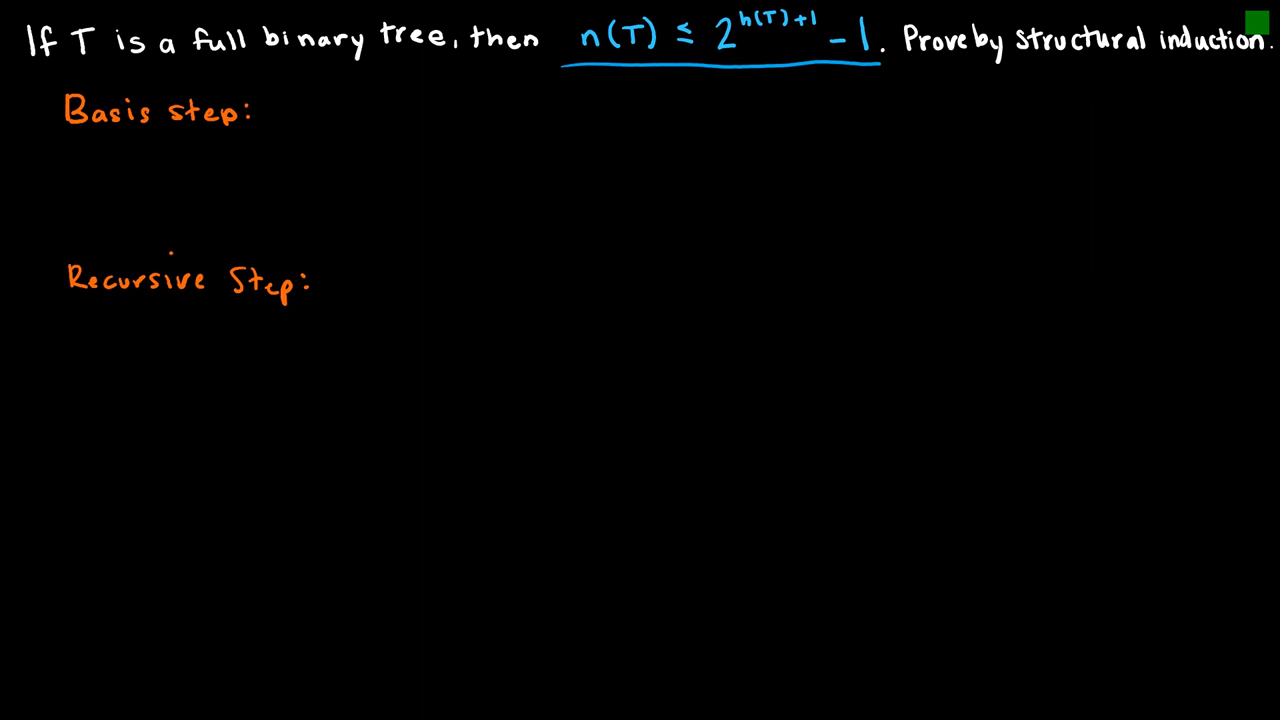 If T is a full binary tree, then n(T) ≤ 2^{h(T)+1} - 1. Prove by structural induction.
Basis step:
Recursive Step: